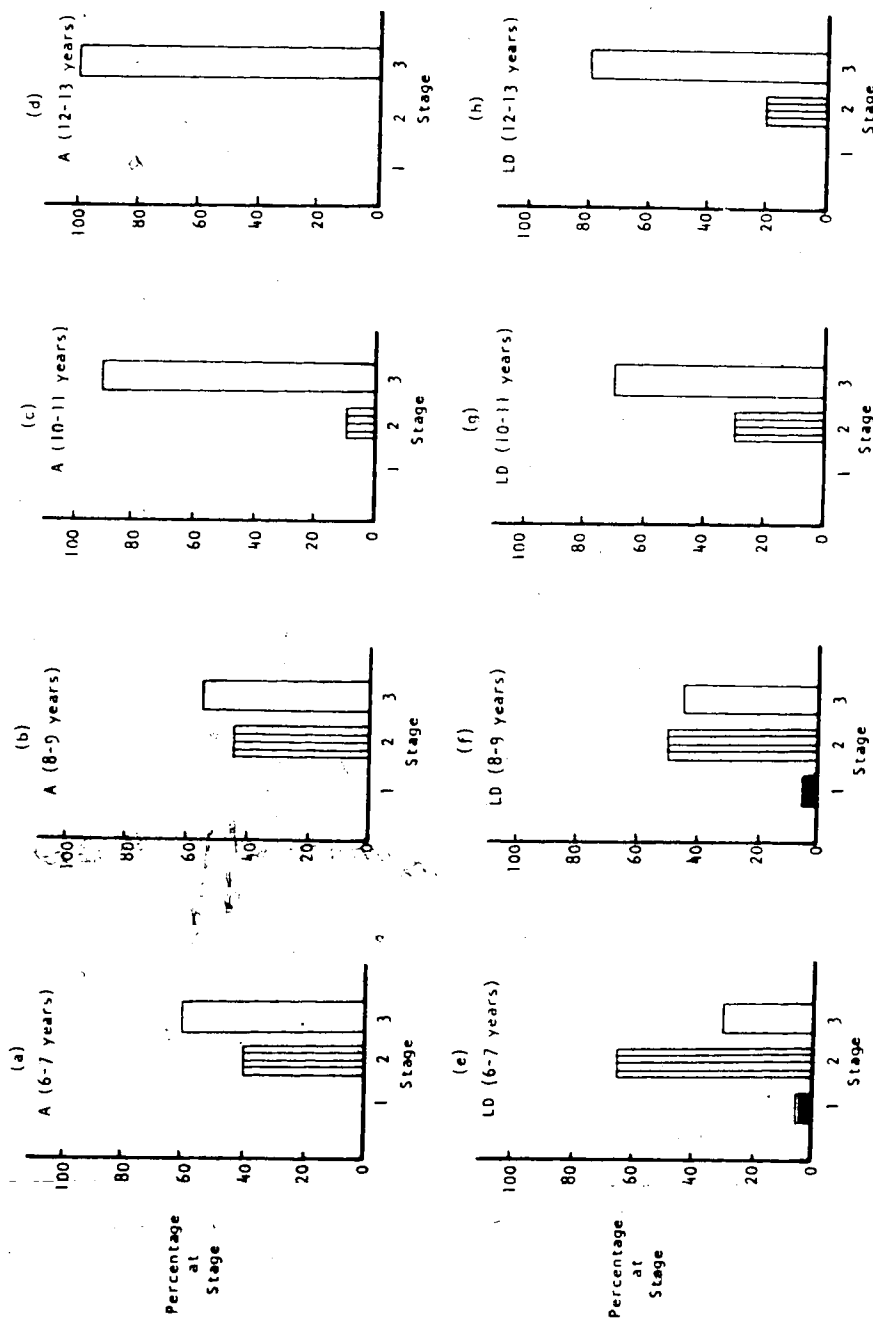 (a)
A (6-7 years)
100
80
60
40
20
0
1 2 3
Stage
Percentage
at
Stage
(b)
A (8-9 years)
100
80
60
40
20
0
1 2 3
Stage
(c)
A (10-11 years)
100
80
60
40
20
0
1 2 3
Stage
(d)
A (12-13 years)
100
80
60
40
20
0
1 2 3
Stage
(e)
LD (6-7 years)
100
80
60
40
20
0
1 2 3
Stage
Percentage
at
Stage
(f)
LD (8-9 years)
100
80
60
40
20
0
1 2 3
Stage
(g)
LD (10-11 years)
100
80
60
40
20
0
1 2 3
Stage
(h)
LD (12-13 years)
100
80
60
40
20
0
1 2 3
Stage